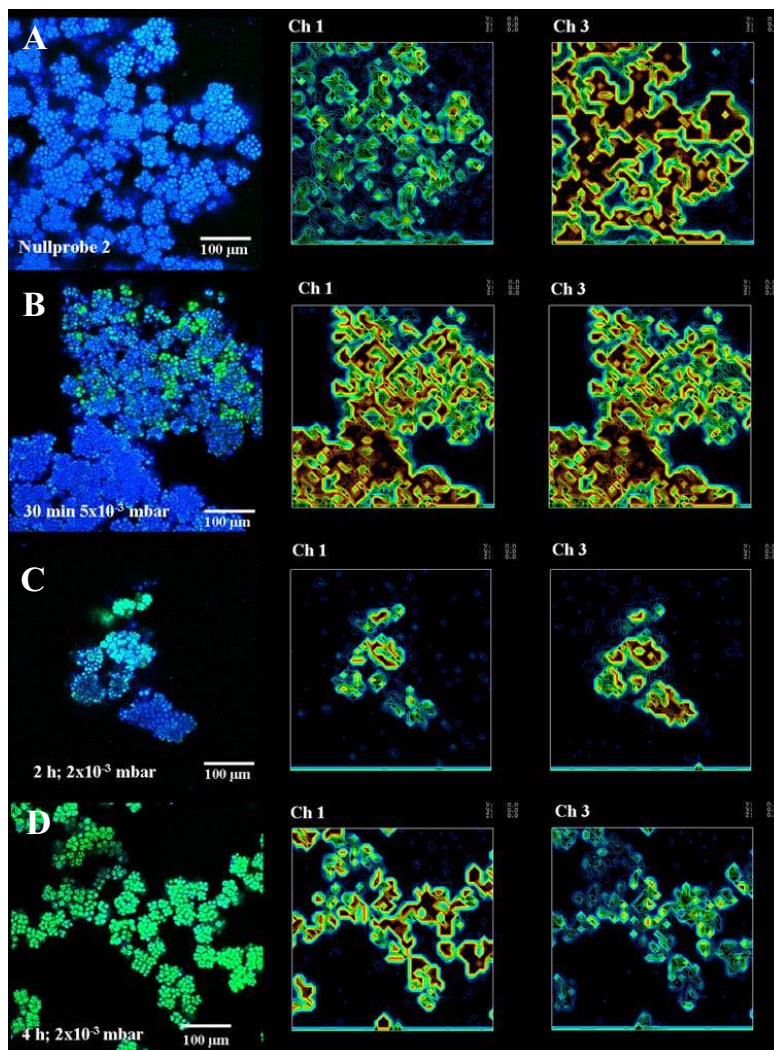 A
Ch 1
Ch 3
Nullprobe 2
100 µm
B
Ch 1
Ch 3
30 min 5x10⁻³ mbar
100 µm
C
Ch 1
Ch 3
2 h; 2x10⁻³ mbar
100 µm
D
Ch 1
Ch 3
4 h; 2x10⁻³ mbar
100 µm